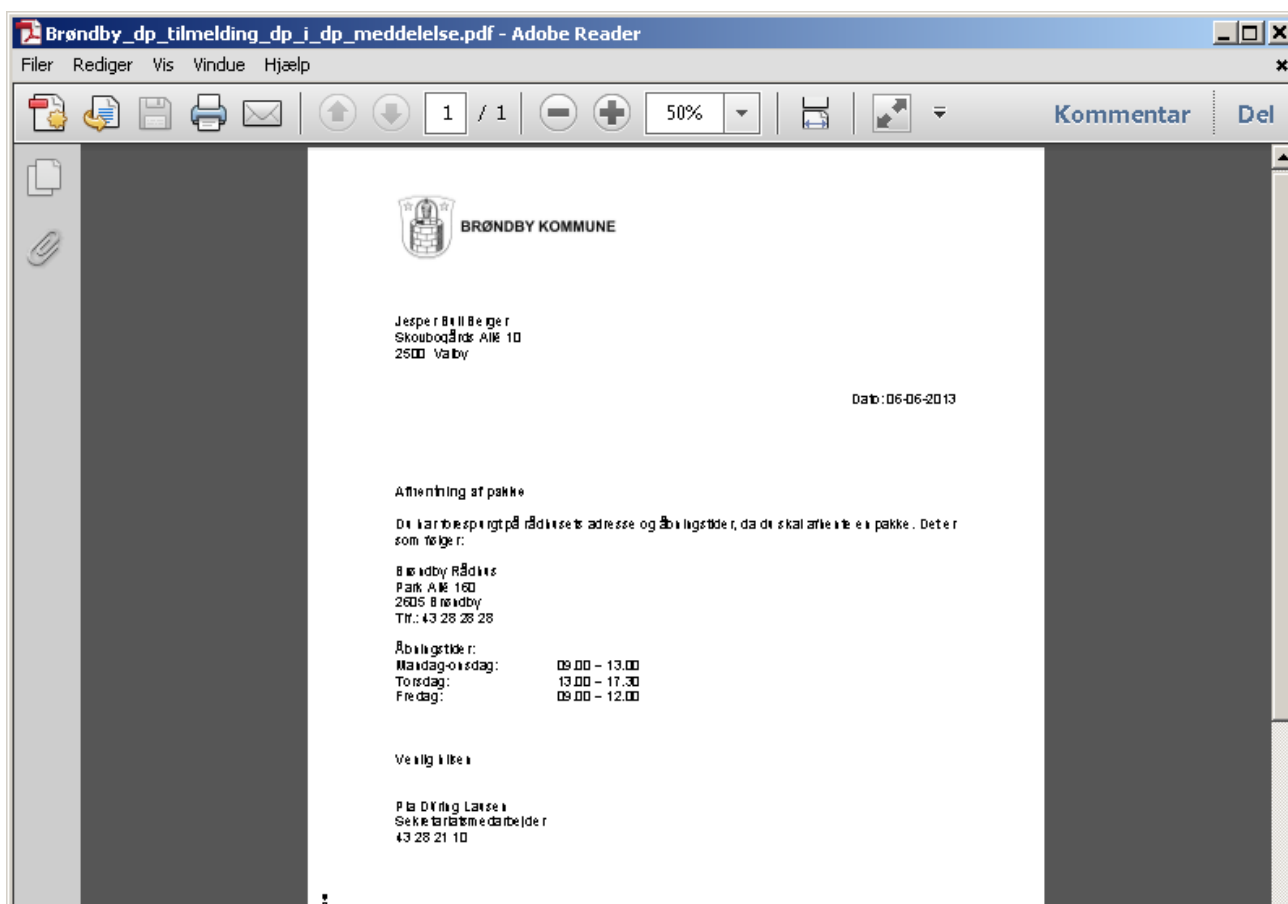 Brøndby_dp_tilmelding_dp_i_dp_meddelelse.pdf - Adobe Reader
Filer Rediger Vis Vindue Hjælp
1 / 1 50% Kommentar Del
BRØNDBY KOMMUNE
Jesper Bull Berger
Skoubogårds Allé 10
2500 Valby
Dato: 06-06-2013
Afhentning af pakke
Du har forespurgt på rådhusets adresse og åbningstider, da du skal afhente en pakke. Det er
som følger:
Brøndby Rådhus
Park Allé 160
2605 Brøndby
Tlf.: 43 28 28 28
Åbningstider:
Mandag-onsdag: 09.00 – 13.00
Torsdag: 13.00 – 17.30
Fredag: 09.00 – 12.00
Venlig hilsen
Pia Larsen
Sekretariatsmedarbejder
43 28 21 10